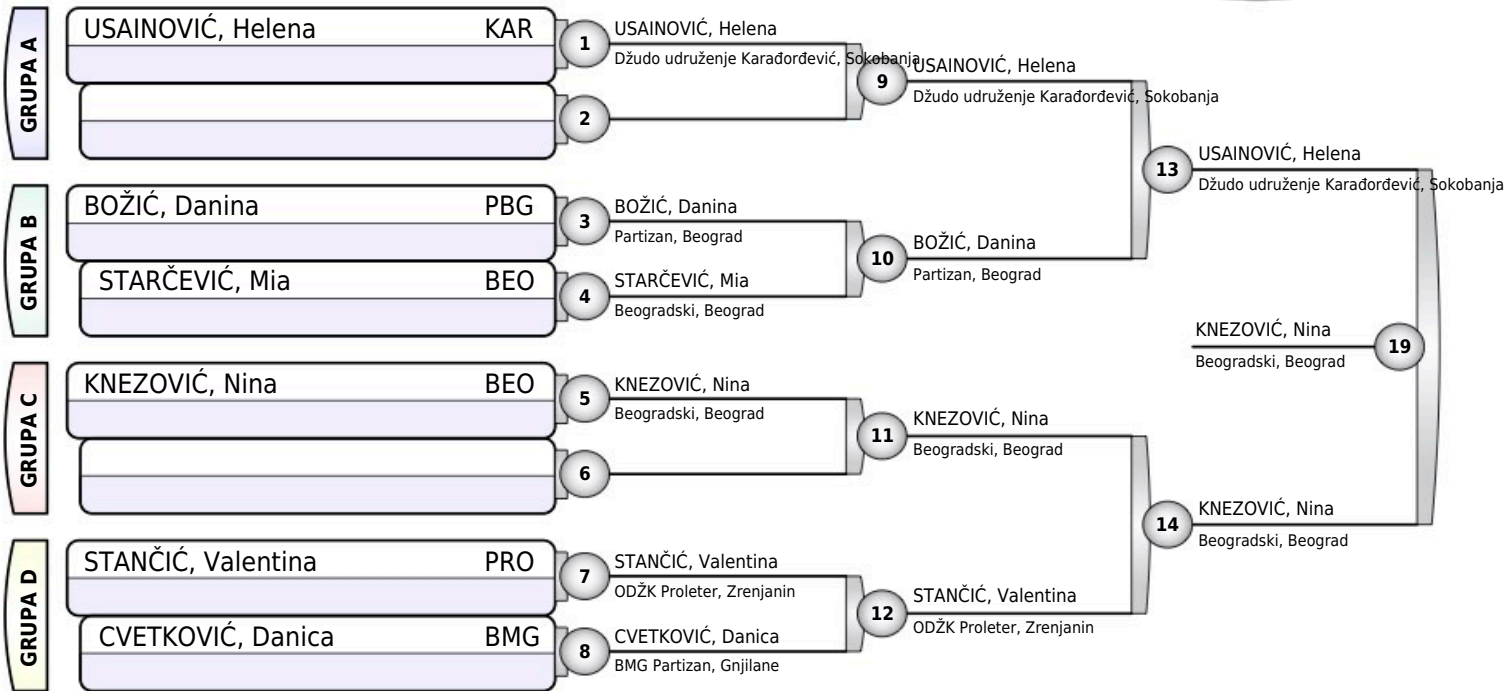 GRUPA A
USAINOVIĆ, Helena KAR
1
USAINOVIĆ, Helena
Džudo udruženje Karađorđević, Sokobanja
2
9
USAINOVIĆ, Helena
Džudo udruženje Karađorđević, Sokobanja
13
USAINOVIĆ, Helena
Džudo udruženje Karađorđević, Sokobanja
GRUPA B
BOŽIĆ, Danina PBG
3
BOŽIĆ, Danina
Partizan, Beograd
STARČEVIĆ, Mia BEO
4
STARČEVIĆ, Mia
Beogradski, Beograd
10
BOŽIĆ, Danina
Partizan, Beograd
KNEZOVIĆ, Nina
Beogradski, Beograd
19
GRUPA C
KNEZOVIĆ, Nina BEO
5
KNEZOVIĆ, Nina
Beogradski, Beograd
6
11
KNEZOVIĆ, Nina
Beogradski, Beograd
14
KNEZOVIĆ, Nina
Beogradski, Beograd
GRUPA D
STANČIĆ, Valentina PRO
7
STANČIĆ, Valentina
ODŽK Proleter, Zrenjanin
CVETKOVIĆ, Danica BMG
8
CVETKOVIĆ, Danica
BMG Partizan, Gnjilane
12
STANČIĆ, Valentina
ODŽK Proleter, Zrenjanin